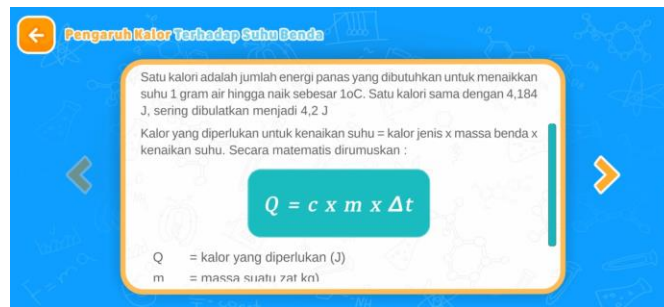 Pengaruh Kalor Terhadap Suhu Benda
Satu kalori adalah jumlah energi panas yang dibutuhkan untuk menaikkan
suhu 1 gram air hingga naik sebesar 1oC. Satu kalori sama dengan 4,184
J, sering dibulatkan menjadi 4,2 J
Kalor yang diperlukan untuk kenaikan suhu = kalor jenis x massa benda x
kenaikan suhu. Secara matematis dirumuskan :
Q = c x m x Δt
Q = kalor yang diperlukan (J)
m = massa suatu zat kg)